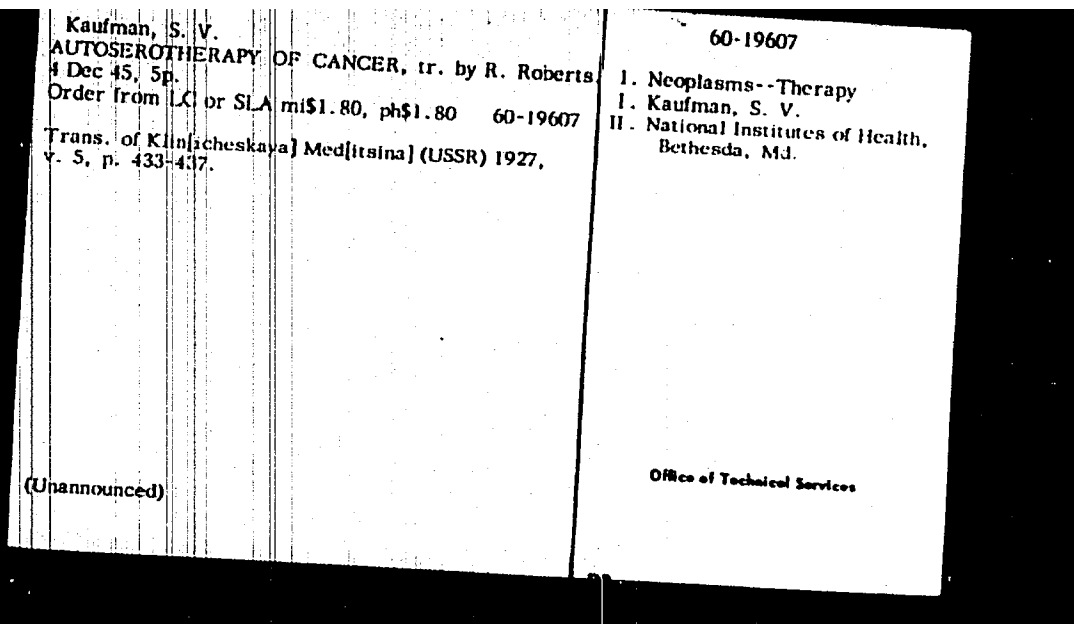 Kaufman, S. V.
AUTOSEROTHERAPY OF CANCER, tr. by R. Roberts.
4 Dec 45, 5p.
Order from LC or SLA mi$1.80, ph$1.80 60-19607
Trans. of Klin[icheskaya] Med[itsina] (USSR) 1927,
v. 5, p. 433-437.
(Unannounced)
60-19607
1. Neoplasms--Therapy
I. Kaufman, S. V.
II. National Institutes of Health,
Bethesda, Md.
Office of Technical Services